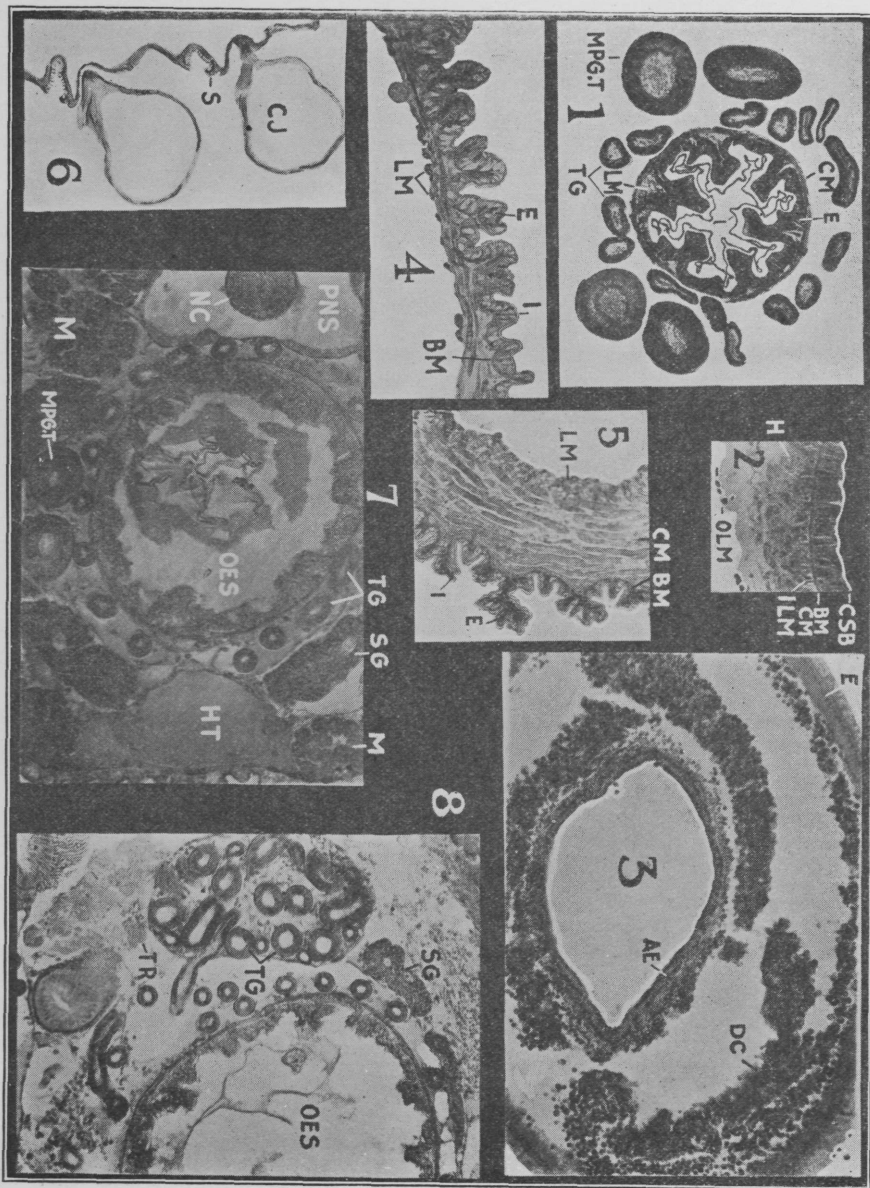 MPG.T
1
CM
E
LM
TG
H
2
OLM
CSB
BM
CM
ILM
E
3
AE
DC
LM
E
4
I
BM
5
LM
CM BM
I
E
S
CJ
6
PNS
NC
M
MPG.T
7
OES
TG
SG
HT
M
8
SG
TG
TR
OES